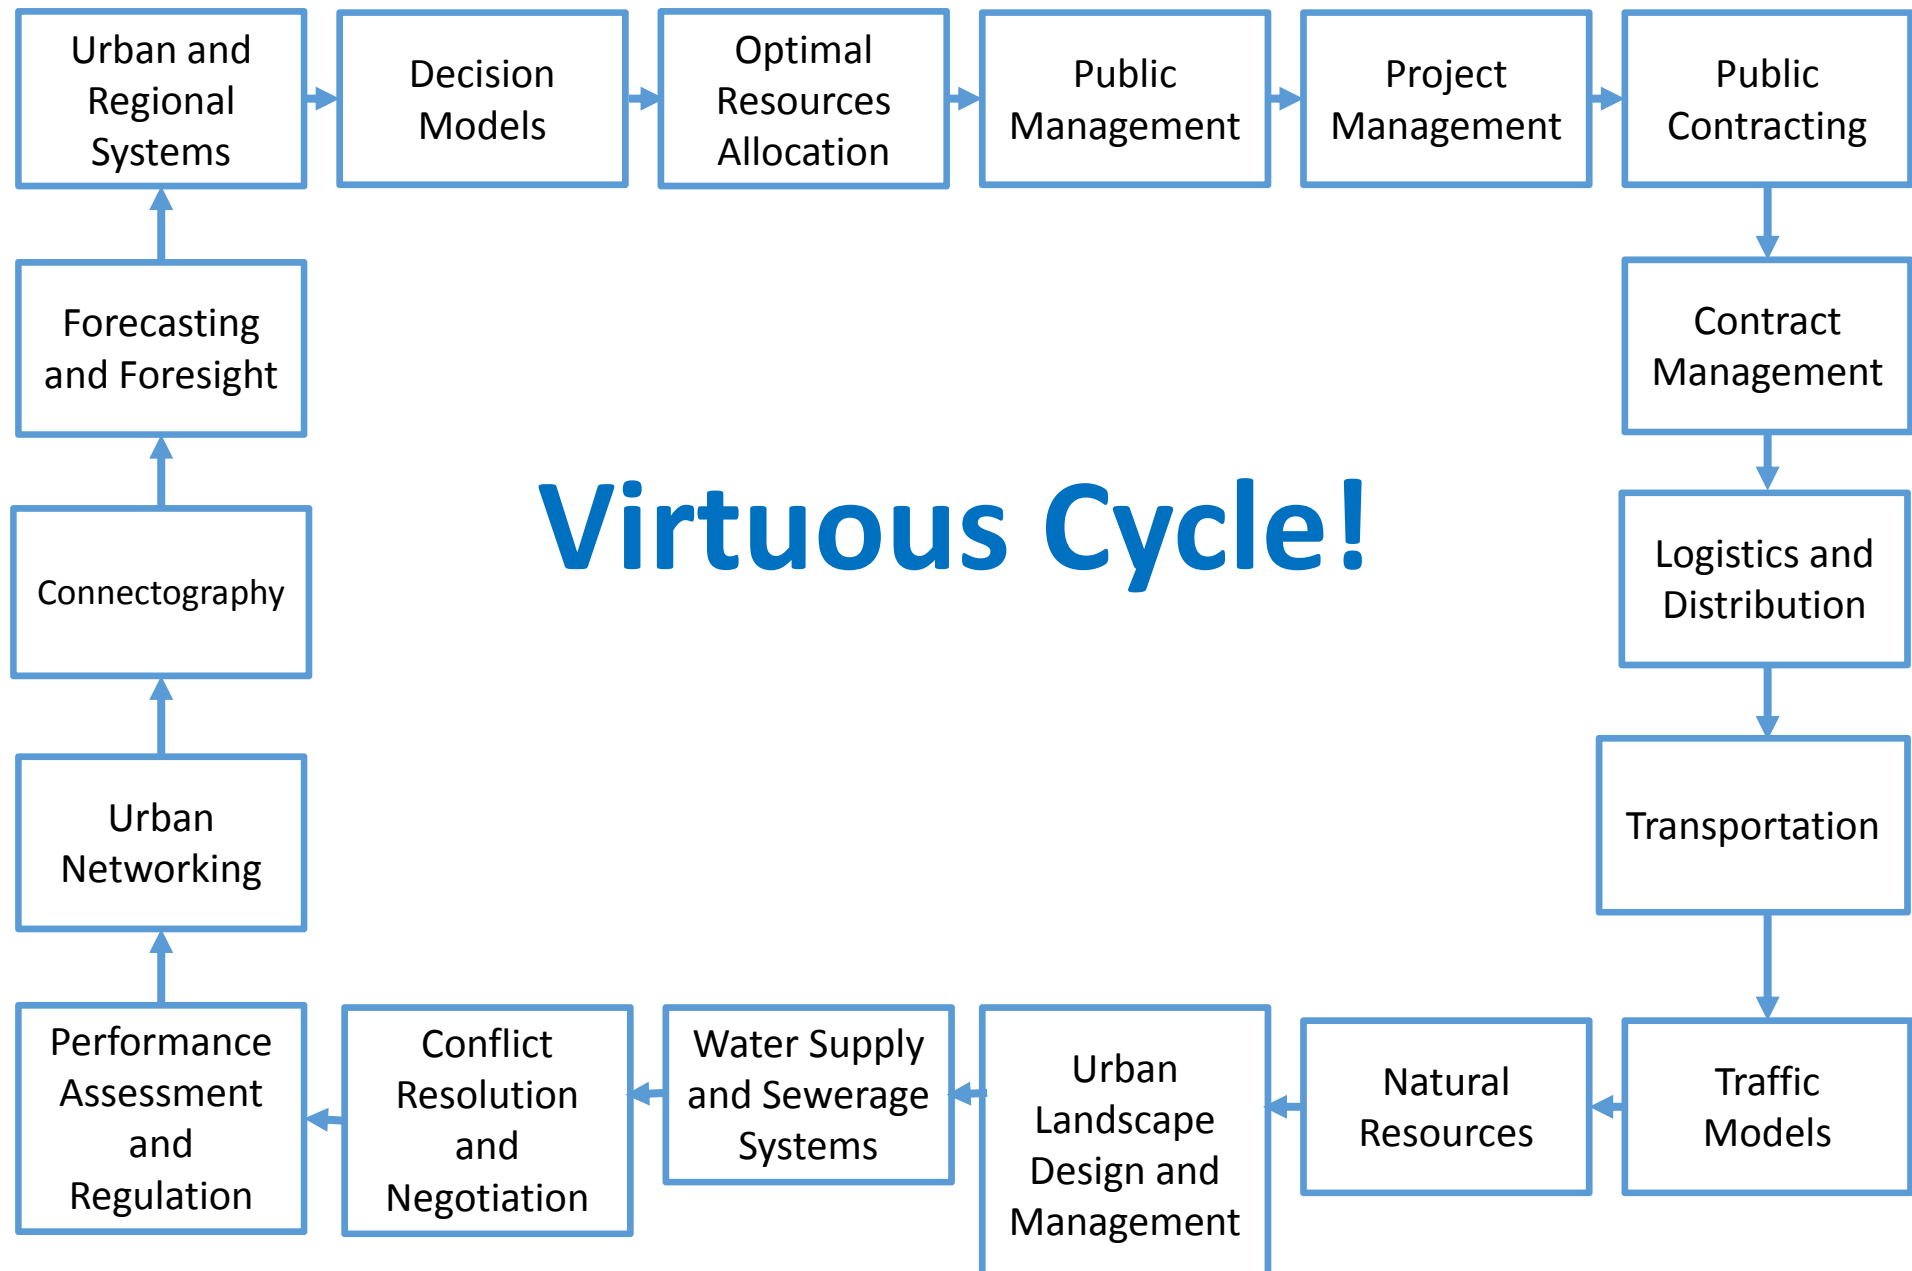 Urban and
Regional
Systems
Decision
Models
Optimal
Resources
Allocation
Public
Management
Project
Management
Public
Contracting
Contract
Management
Logistics and
Distribution
Transportation
Traffic
Models
Natural
Resources
Urban
Landscape
Design and
Management
Water Supply
and Sewerage
Systems
Conflict
Resolution
and
Negotiation
Performance
Assessment
and
Regulation
Urban
Networking
Connectography
Forecasting
and Foresight
Virtuous Cycle!